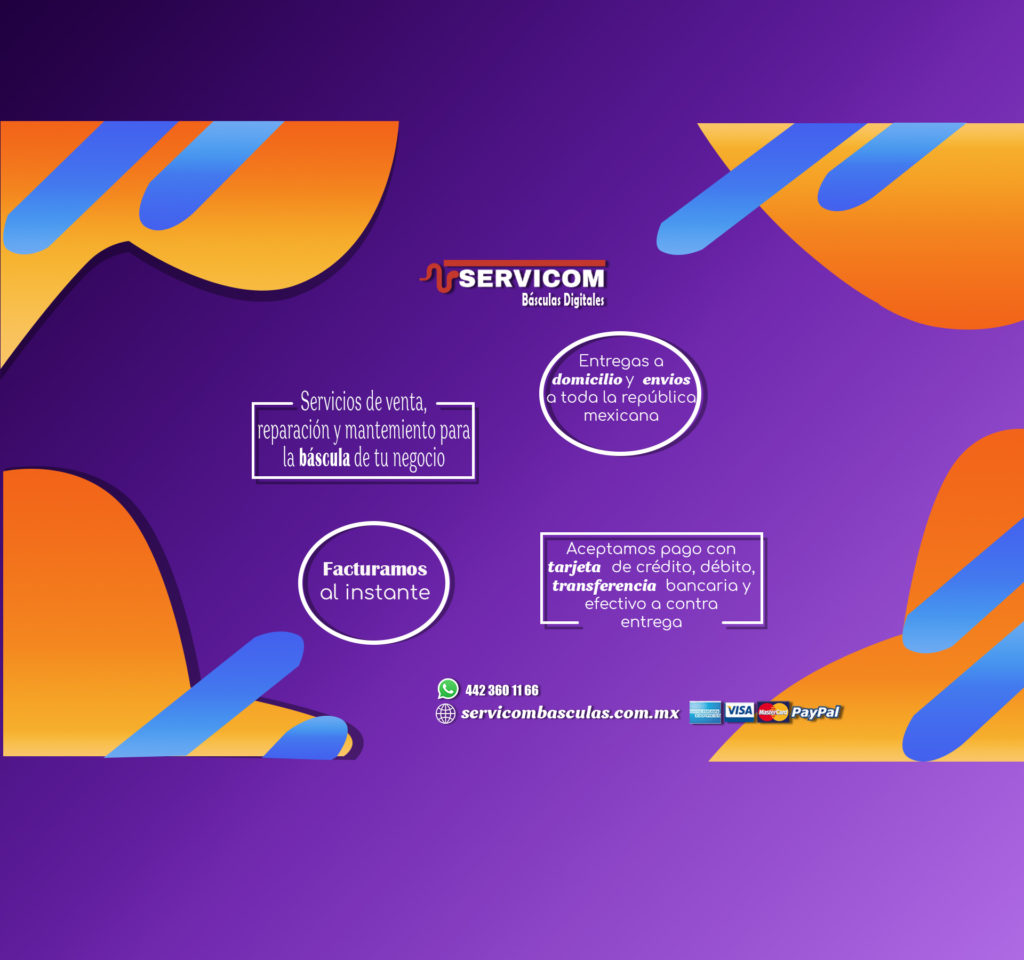 SERVICOM
Básculas Digitales
Entregas a
domicilio y envios
a toda la república
mexicana
Servicios de venta,
reparación y mantemiento para
la báscula de tu negocio
Facturamos
al instante
Aceptamos pago con
tarjeta de crédito, débito,
transferencia bancaria y
efectivo a contra
entrega
442 360 11 66
servicombasculas.com.mx
AMERICAN EXPRESS VISA MasterCard PayPal